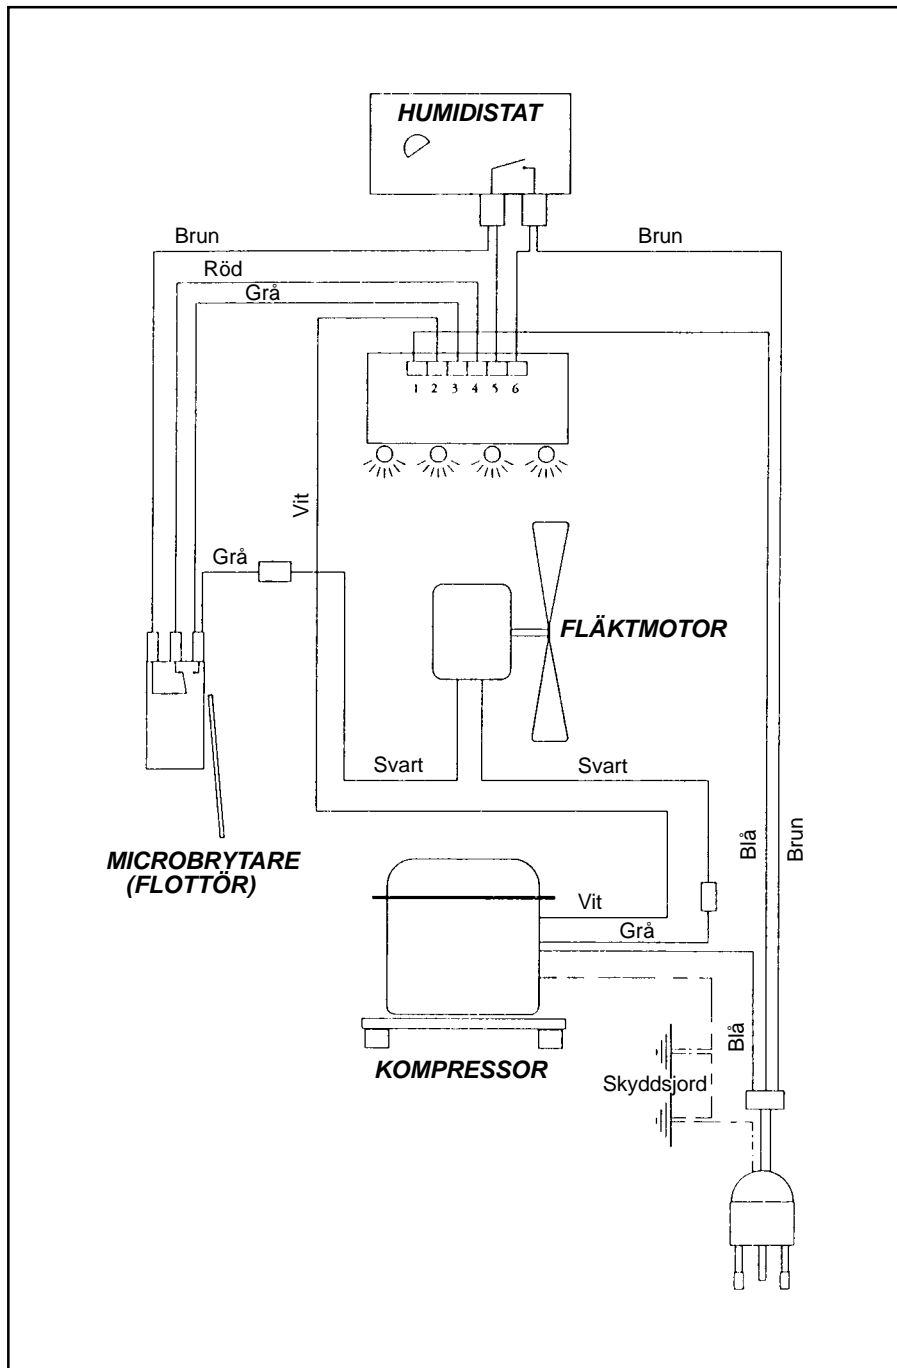 HUMIDISTAT
Brun
Brun
Röd
Grå
1 2 3 4 5 6
Vit
Grå
FLÄKTMOTOR
Svart
Svart
Blå
Brun
MICROBRYTARE
(FLOTTÖR)
Vit
Grå
Blå
KOMPRESSOR
Skyddsjord